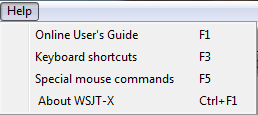 Help
Online User's Guide F1
Keyboard shortcuts F3
Special mouse commands F5
About WSJT-X Ctrl+F1